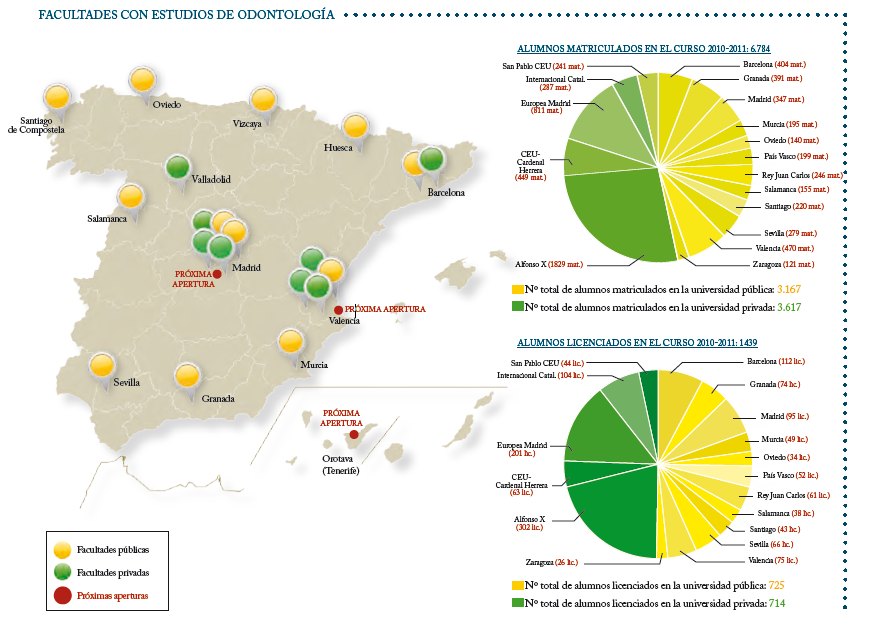 FACULTADES CON ESTUDIOS DE ODONTOLOGÍA
Santiago
de Compostela
Oviedo
Vizcaya
Huesca
Barcelona
Valladolid
Salamanca
Madrid
PRÓXIMA
APERTURA
PRÓXIMA APERTURA
Valencia
Murcia
Sevilla
Granada
PRÓXIMA
APERTURA
Orotava
(Tenerife)
Facultades públicas
Facultades privadas
Próximas aperturas
ALUMNOS MATRICULADOS EN EL CURSO 2010-2011: 6.784
San Pablo CEU (241 mat.)
Internacional Catal.
(287 mat.)
Europea Madrid
(811 mat.)
CEU-
Cardenal
Herrera
(449 mat.)
Alfonso X (1829 mat.)
Barcelona (404 mat.)
Granada (391 mat.)
Madrid (347 mat.)
Murcia (195 mat.)
Oviedo (140 mat.)
País Vasco (199 mat.)
Rey Juan Carlos (246 mat.)
Salamanca (155 mat.)
Santiago (220 mat.)
Sevilla (279 mat.)
Valencia (470 mat.)
Zaragoza (121 mat.)
Nº total de alumnos matriculados en la universidad pública: 3.167
Nº total de alumnos matriculados en la universidad privada: 3.617
ALUMNOS LICENCIADOS EN EL CURSO 2010-2011: 1439
San Pablo CEU (44 lic.)
Internacional Catal. (104 lic.)
Europea Madrid
(201 lic.)
CEU-
Cardenal Herrera
(63 lic.)
Alfonso X
(302 lic.)
Zaragoza (26 lic.)
Barcelona (112 lic.)
Granada (74 lic.)
Madrid (95 lic.)
Murcia (49 lic.)
Oviedo (34 lic.)
País Vasco (52 lic.)
Rey Juan Carlos (61 lic.)
Salamanca (38 lic.)
Santiago (43 lic.)
Sevilla (66 lic.)
Valencia (75 lic.)
Nº total de alumnos licenciados en la universidad pública: 725
Nº total de alumnos licenciados en la universidad privada: 714